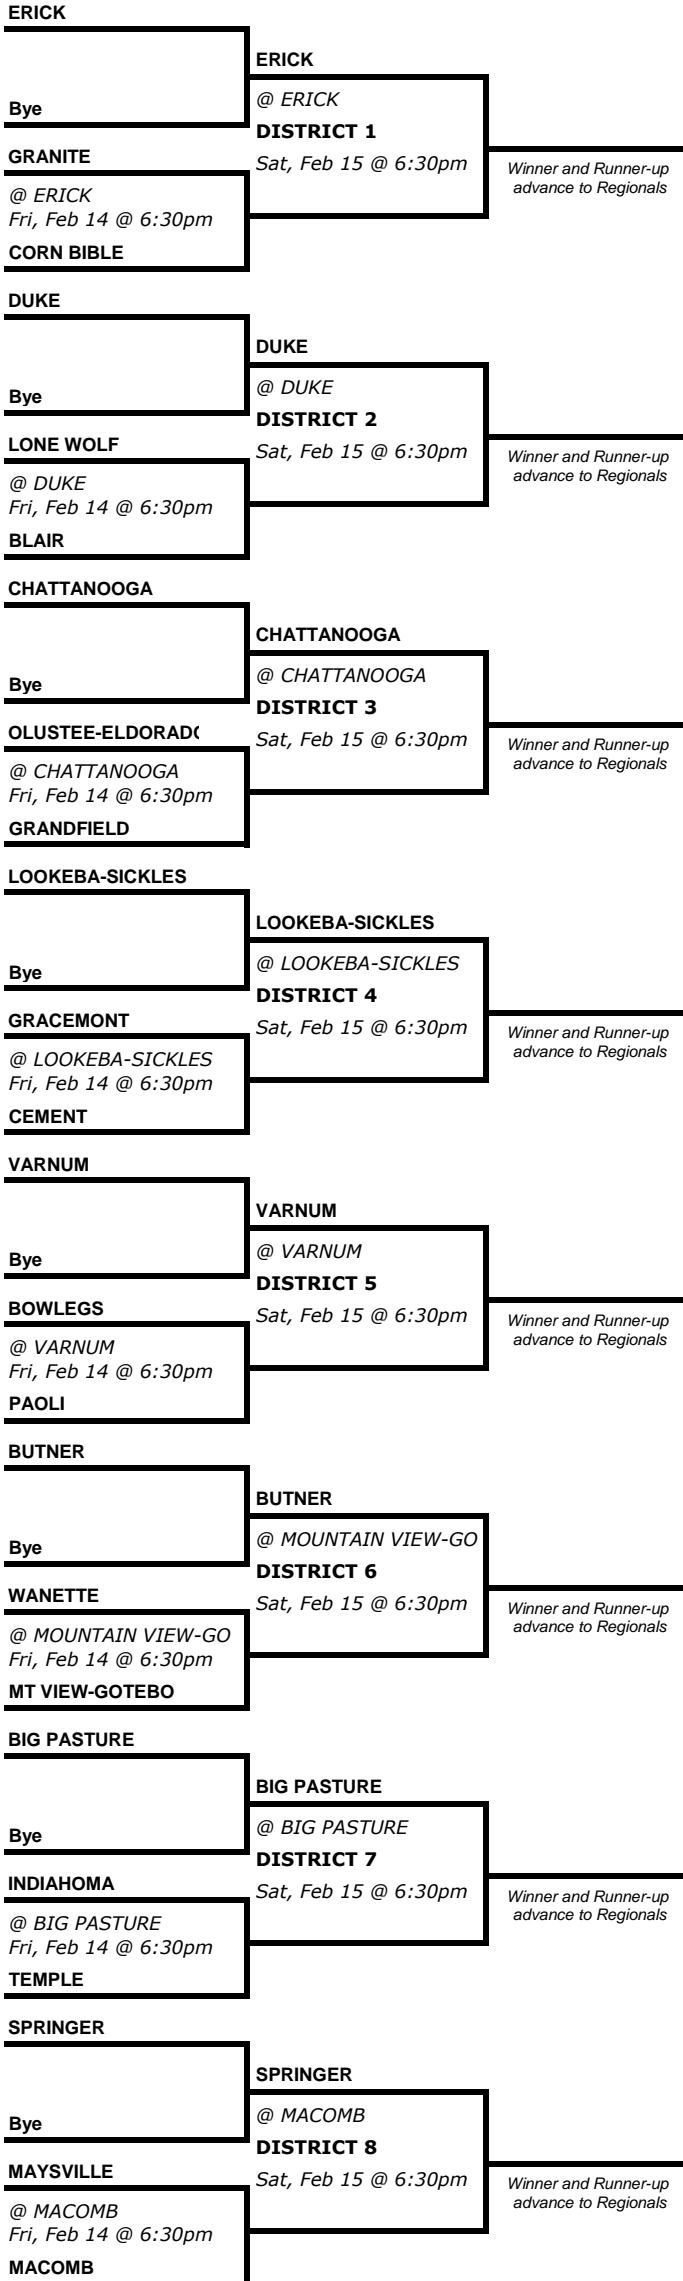 ERICK
ERICK
Bye
@ ERICK
DISTRICT 1
GRANITE
Sat, Feb 15 @ 6:30pm
Winner and Runner-up
advance to Regionals
@ ERICK
Fri, Feb 14 @ 6:30pm
CORN BIBLE
DUKE
DUKE
Bye
@ DUKE
DISTRICT 2
LONE WOLF
Sat, Feb 15 @ 6:30pm
Winner and Runner-up
advance to Regionals
@ DUKE
Fri, Feb 14 @ 6:30pm
BLAIR
CHATTANOOGA
CHATTANOOGA
Bye
@ CHATTANOOGA
DISTRICT 3
OLUSTEE-ELDORADO
Sat, Feb 15 @ 6:30pm
Winner and Runner-up
advance to Regionals
@ CHATTANOOGA
Fri, Feb 14 @ 6:30pm
GRANDFIELD
LOOKEBA-SICKLES
LOOKEBA-SICKLES
Bye
@ LOOKEBA-SICKLES
DISTRICT 4
GRACEMONT
Sat, Feb 15 @ 6:30pm
Winner and Runner-up
advance to Regionals
@ LOOKEBA-SICKLES
Fri, Feb 14 @ 6:30pm
CEMENT
VARNUM
VARNUM
Bye
@ VARNUM
DISTRICT 5
BOWLEGS
Sat, Feb 15 @ 6:30pm
Winner and Runner-up
advance to Regionals
@ VARNUM
Fri, Feb 14 @ 6:30pm
PAOLI
BUTNER
BUTNER
Bye
@ MOUNTAIN VIEW-GO
DISTRICT 6
WANETTE
Sat, Feb 15 @ 6:30pm
Winner and Runner-up
advance to Regionals
@ MOUNTAIN VIEW-GO
Fri, Feb 14 @ 6:30pm
MT VIEW-GOTEBO
BIG PASTURE
BIG PASTURE
Bye
@ BIG PASTURE
DISTRICT 7
INDIAHOMA
Sat, Feb 15 @ 6:30pm
Winner and Runner-up
advance to Regionals
@ BIG PASTURE
Fri, Feb 14 @ 6:30pm
TEMPLE
SPRINGER
SPRINGER
Bye
@ MACOMB
DISTRICT 8
MAYSVILLE
Sat, Feb 15 @ 6:30pm
Winner and Runner-up
advance to Regionals
@ MACOMB
Fri, Feb 14 @ 6:30pm
MACOMB